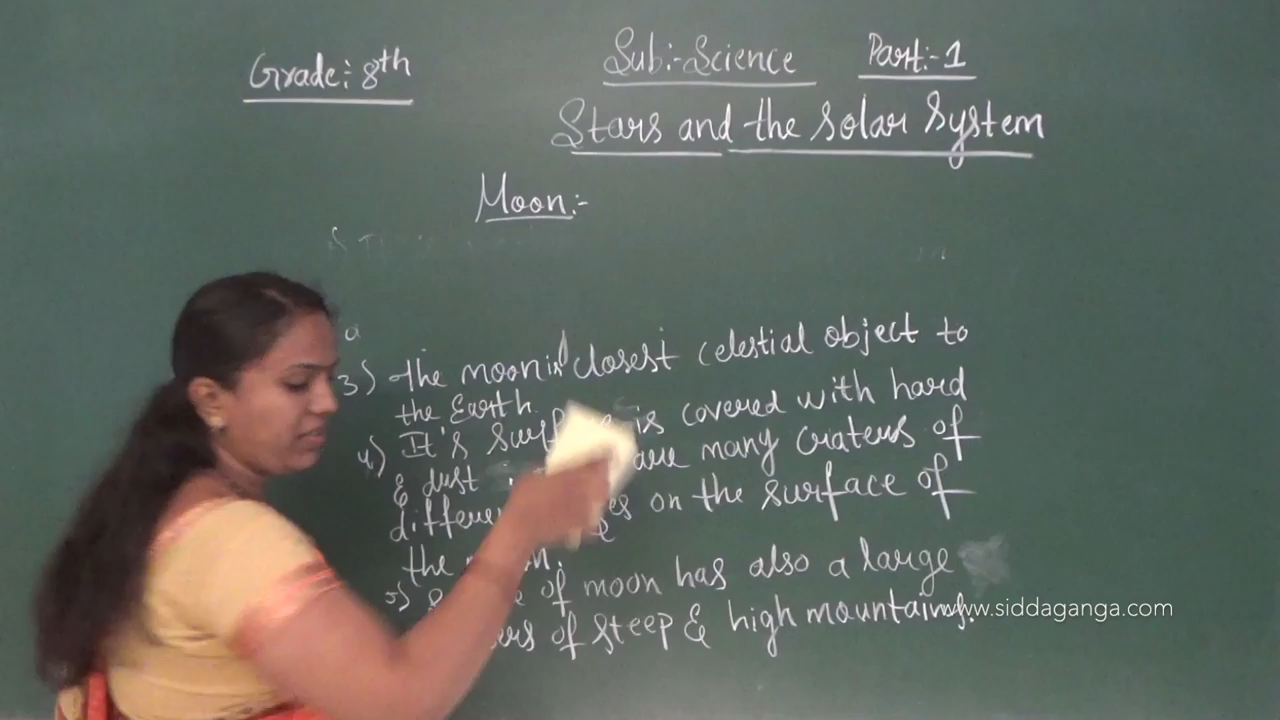 Grade: 8th
Sub:-Science Part:-1
Stars and the Solar System
Moon:-
3) The moon is closest celestial object to
the Earth.
4) It's is covered with hard
& dust are many craters of
on the surface of
the
5) of moon has also a large
of steep & high mountains.
www.siddaganga.com